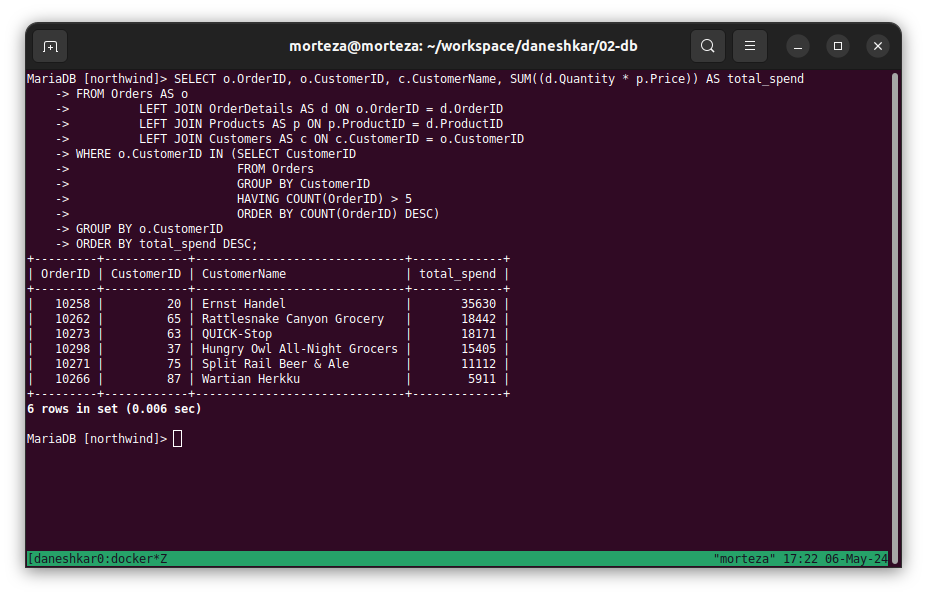 morteza@morteza: ~/workspace/daneshkar/02-db
MariaDB [northwind]> SELECT o.OrderID, o.CustomerID, c.CustomerName, SUM((d.Quantity * p.Price)) AS total_spend
    -> FROM Orders AS o
    ->          LEFT JOIN OrderDetails AS d ON o.OrderID = d.OrderID
    ->          LEFT JOIN Products AS p ON p.ProductID = d.ProductID
    ->          LEFT JOIN Customers AS c ON c.CustomerID = o.CustomerID
    -> WHERE o.CustomerID IN (SELECT CustomerID
    ->                        FROM Orders
    ->                        GROUP BY CustomerID
    ->                        HAVING COUNT(OrderID) > 5
    ->                        ORDER BY COUNT(OrderID) DESC)
    -> GROUP BY o.CustomerID
    -> ORDER BY total_spend DESC;
+---------+------------+------------------------------+-------------+
| OrderID | CustomerID | CustomerName                 | total_spend |
+---------+------------+------------------------------+-------------+
|   10258 |         20 | Ernst Handel                 |       35630 |
|   10262 |         65 | Rattlesnake Canyon Grocery   |       18442 |
|   10273 |         63 | QUICK-Stop                   |       18171 |
|   10298 |         37 | Hungry Owl All-Night Grocers |       15405 |
|   10271 |         75 | Split Rail Beer & Ale        |       11112 |
|   10266 |         87 | Wartian Herkku               |        5911 |
+---------+------------+------------------------------+-------------+
6 rows in set (0.006 sec)
MariaDB [northwind]>
[daneshkar0:docker*Z "morteza" 17:22 06-May-24